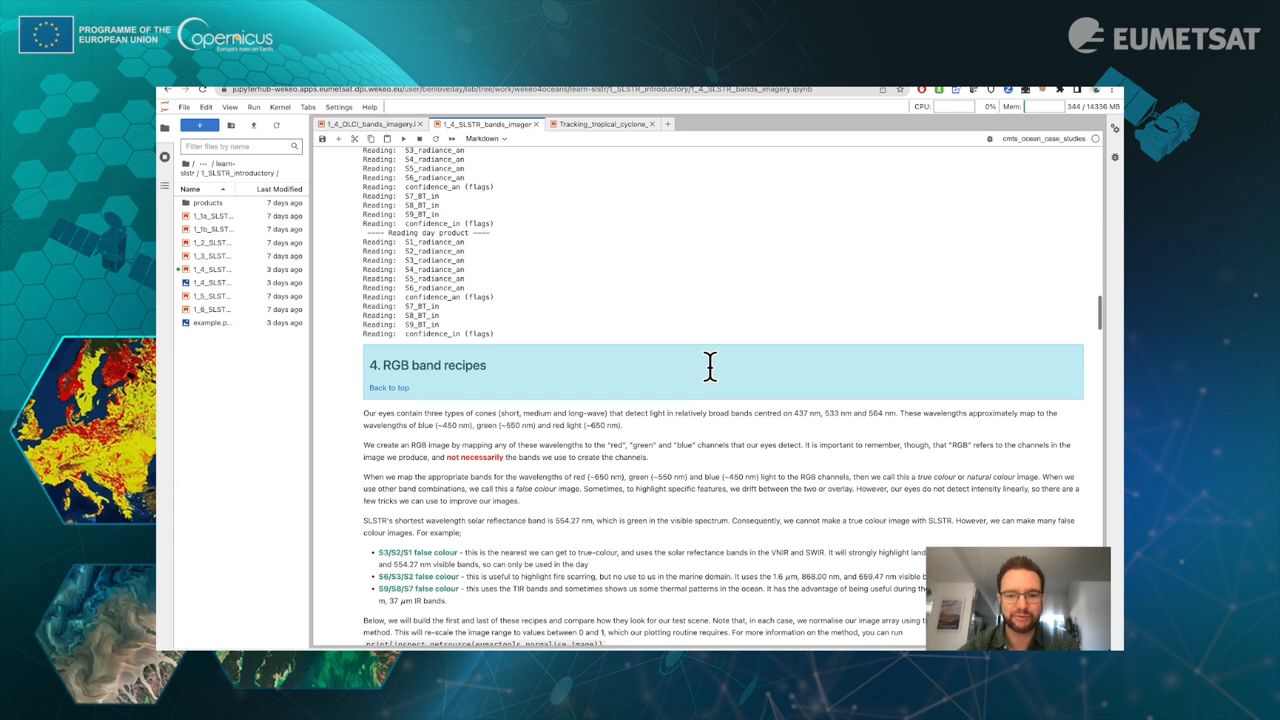 PROGRAMME OF THE
EUROPEAN UNION
opernicus
Europe's eyes on Earth
EUMETSAT
jupyterhub-wekeo.apps.eumetsat.dpi.wekeo.eu/user/benloveday/lab/tree/work/wekeo4oceans/learn-slstr/1_SLSTR_introductory/1_4_SLSTR_bands_imagery.ipynb
File Edit View Run Kernel Tabs Settings Help
CPU: 0% Mem: 344 / 14336 MB
1_4_OLCI_bands_imagery.i
1_4_SLSTR_bands_imager
Tracking_tropical_cyclone_
Markdown
cmts_ocean_case_studies
Filter files by name
/ ... / learn-
slstr / 1_SLSTR_introductory /
Name Last Modified
products 7 days ago
1_1a_SLST... 7 days ago
1_1b_SLST... 7 days ago
1_2_SLST... 7 days ago
1_3_SLST... 7 days ago
1_4_SLST... 3 days ago
1_4_SLST... 3 days ago
1_5_SLST... 7 days ago
1_6_SLST... 7 days ago
example.p... 3 days ago
Reading: S3_radiance_an
Reading: S4_radiance_an
Reading: S5_radiance_an
Reading: S6_radiance_an
Reading: confidence_an (flags)
Reading: S7_BT_in
Reading: S8_BT_in
Reading: S9_BT_in
Reading: confidence_in (flags)
---- Reading day product ----
Reading: S1_radiance_an
Reading: S2_radiance_an
Reading: S3_radiance_an
Reading: S4_radiance_an
Reading: S5_radiance_an
Reading: S6_radiance_an
Reading: confidence_an (flags)
Reading: S7_BT_in
Reading: S8_BT_in
Reading: S9_BT_in
Reading: confidence_in (flags)
4. RGB band recipes
Back to top
Our eyes contain three types of cones (short, medium and long-wave) that detect light in relatively broad bands centred on 437 nm, 533 nm and 564 nm. These wavelengths approximately map to the
wavelengths of blue (~450 nm), green (~550 nm) and red light (~650 nm).
We create an RGB image by mapping any of these wavelengths to the "red", "green" and "blue" channels that our eyes detect. It is important to remember, though, that "RGB" refers to the channels in
the image we produce, and not necessarily the bands we use to create the channels.
When we map the appropriate bands for the wavelengths of red (~650 nm), green (~550 nm) and blue (~450 nm) light to the RGB channels, then we call this a true colour or natural colour image. When we
use other band combinations, we call this a false colour image. Sometimes, to highlight specific features, we drift between the two or overlay. However, our eyes do not detect intensity linearly, so there are a
few tricks we can use to improve our images.
SLSTR's shortest wavelength solar reflectance band is 554.27 nm, which is green in the visible spectrum. Consequently, we cannot make a true colour image with SLSTR. However, we can make many false
colour images. For example;
• S3/S2/S1 false colour - this is the nearest we can get to true-colour, and uses the solar refectance bands in the VNIR and SWIR. It will strongly highlight land
and 554.27 nm visible bands, so can only be used in the day
• S6/S3/S2 false colour - this is useful to highlight fire scarring, but no use to us in the marine domain. It uses the 1.6 μm, 868.00 nm, and 659.47 nm visible b
• S9/S8/S7 false colour - this uses the TIR bands and sometimes shows us some thermal patterns in the ocean. It has the advantage of being useful during the
m, 37 μm IR bands.
Below, we will build the first and last of these recipes and compare how they look for our test scene. Note that, in each case, we normalise our image array using t
method. This will re-scale the image range to values between 0 and 1, which our plotting routine requires. For more information on the method, you can run
print(inspect.getsource(eumartools.normalise_image))